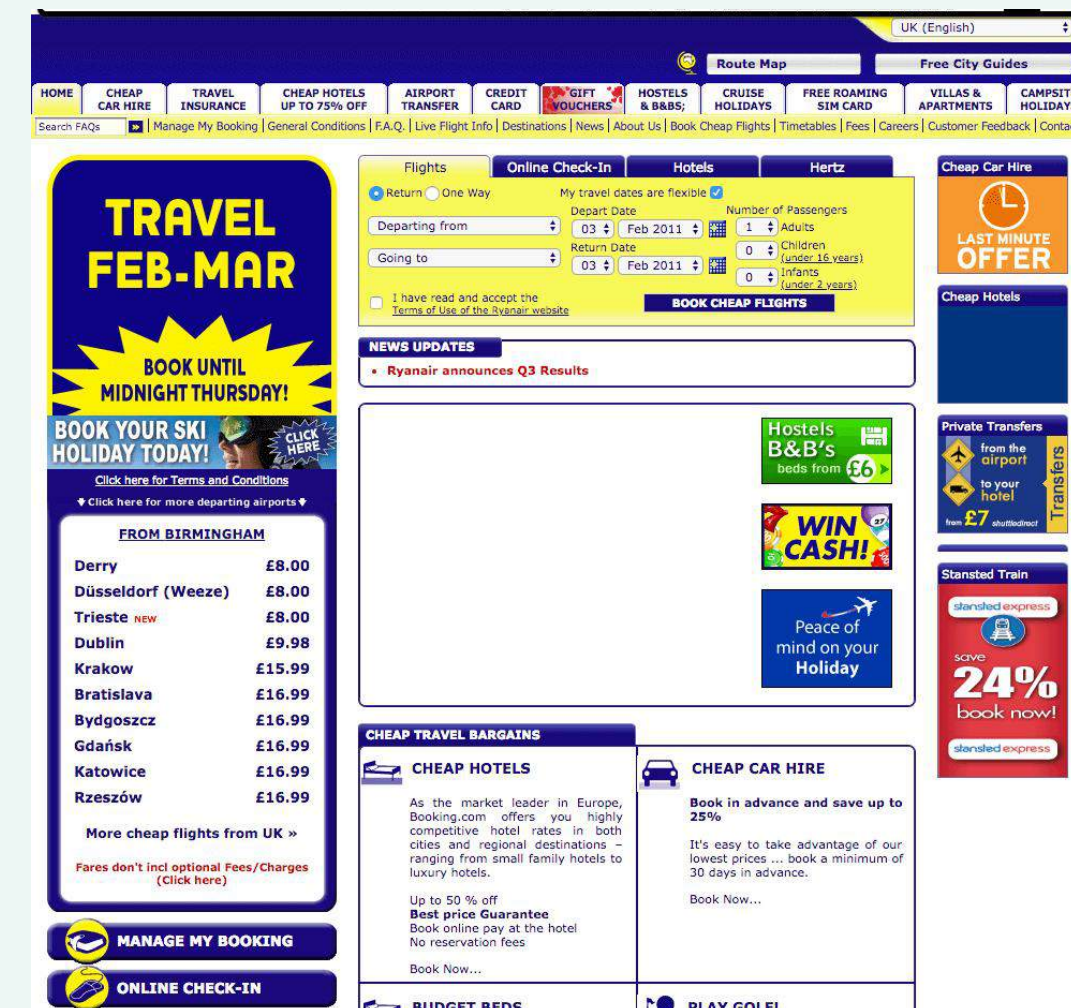 UK (English)
Route Map
Free City Guides
HOME
CHEAP
CAR HIRE
TRAVEL
INSURANCE
CHEAP HOTELS
UP TO 75% OFF
AIRPORT
TRANSFER
CREDIT
CARD
GIFT
VOUCHERS
HOSTELS
& B&BS;
CRUISE
HOLIDAYS
FREE ROAMING
SIM CARD
VILLAS &
APARTMENTS
CAMPSIT
HOLIDAY
Search FAQs
Manage My Booking | General Conditions | F.A.Q. | Live Flight Info | Destinations | News | About Us | Book Cheap Flights | Timetables | Fees | Careers | Customer Feedback | Conta
TRAVEL
FEB-MAR
BOOK UNTIL
MIDNIGHT THURSDAY!
BOOK YOUR SKI
HOLIDAY TODAY!
CLICK
HERE
Click here for Terms and Conditions
Click here for more departing airports
FROM BIRMINGHAM
Derry £8.00
Düsseldorf (Weeze) £8.00
Trieste NEW £8.00
Dublin £9.98
Krakow £15.99
Bratislava £16.99
Bydgoszcz £16.99
Gdańsk £16.99
Katowice £16.99
Rzeszów £16.99
More cheap flights from UK »
Fares don't incl optional Fees/Charges
(Click here)
MANAGE MY BOOKING
ONLINE CHECK-IN
Flights
Online Check-In
Hotels
Hertz
Return One Way
My travel dates are flexible
Departing from
Going to
Depart Date
03 Feb 2011
Return Date
03 Feb 2011
Number of Passengers
1 Adults
0 Children
(under 16 years)
0 Infants
(under 2 years)
I have read and accept the
Terms of Use of the Ryanair website
BOOK CHEAP FLIGHTS
NEWS UPDATES
• Ryanair announces Q3 Results
Hostels
B&B's
beds from £6
WIN
CASH!
27
Peace of
mind on your
Holiday
CHEAP TRAVEL BARGAINS
CHEAP HOTELS
As the market leader in Europe,
Booking.com offers you highly
competitive hotel rates in both
cities and regional destinations –
ranging from small family hotels to
luxury hotels.
Up to 50 % off
Best price Guarantee
Book online pay at the hotel
No reservation fees
Book Now...
CHEAP CAR HIRE
Book in advance and save up to
25%
It's easy to take advantage of our
lowest prices ... book a minimum of
30 days in advance.
Book Now...
BUDGET BEDS
PLAY GOLF!
Cheap Car Hire
LAST MINUTE
OFFER
Cheap Hotels
Private Transfers
from the
airport
to your
hotel
from £7 shuttledirect
Transfers
Stansted Train
stansted express
save
24%
book now!
stansted express